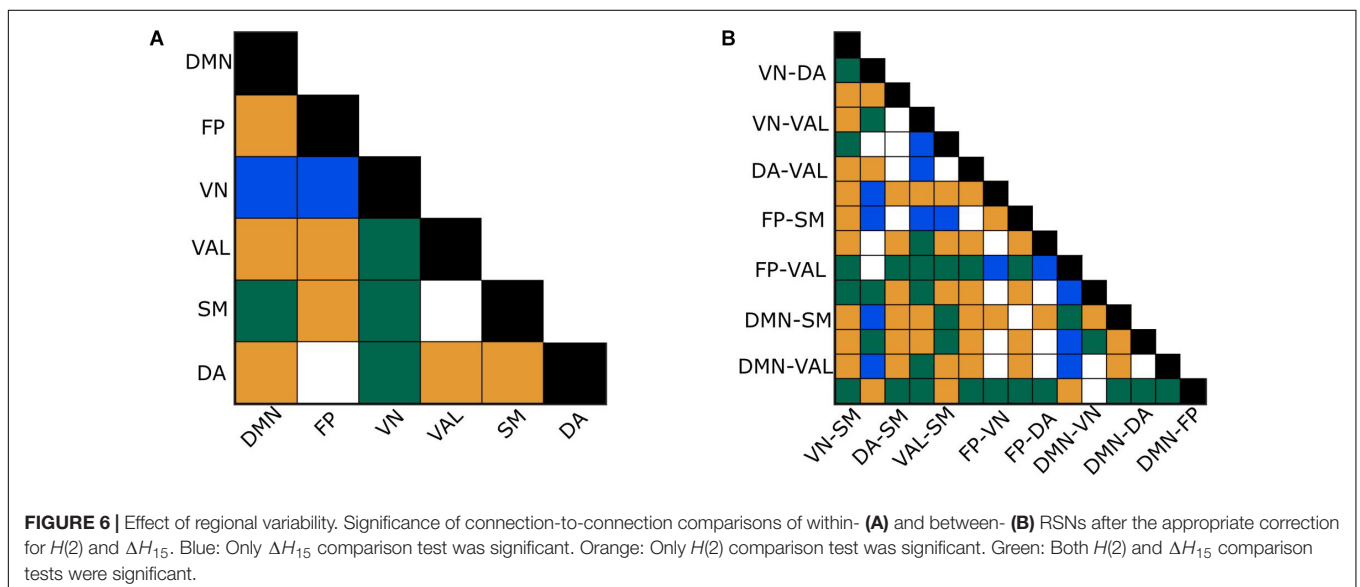 A
DMN
FP
VN
VAL
SM
DA
DMN
FP
VN
VAL
SM
DA
B
VN-DA
VN-VAL
DA-VAL
FP-SM
FP-VAL
DMN-SM
DMN-VAL
VN-SM
DA-SM
VAL-SM
FP-VN
FP-DA
DMN-VN
DMN-DA
DMN-FP
FIGURE 6 | Effect of regional variability. Significance of connection-to-connection comparisons of within- (A) and between- (B) RSNs after the appropriate correction
for H(2) and ΔH₁₅. Blue: Only ΔH₁₅ comparison test was significant. Orange: Only H(2) comparison test was significant. Green: Both H(2) and ΔH₁₅ comparison
tests were significant.